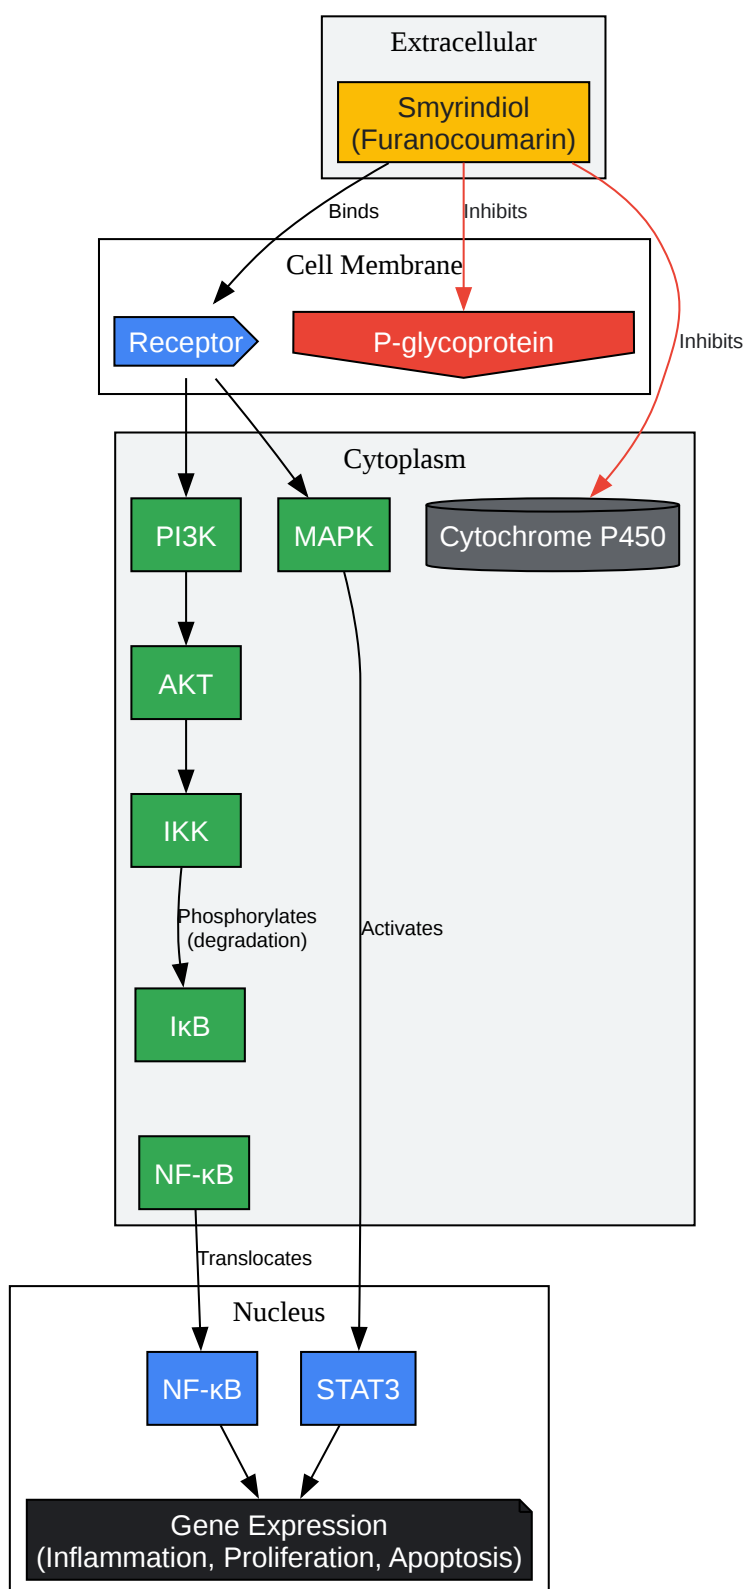 Extracellular
Smyrindiol
(Furanocoumarin)
Binds
Inhibits
Cell Membrane
Receptor
P-glycoprotein
Inhibits
Cytoplasm
PI3K
MAPK
Cytochrome P450
AKT
IKK
Phosphorylates
(degradation)
Activates
IκB
NF-κB
Translocates
Nucleus
NF-κB
STAT3
Gene Expression
(Inflammation, Proliferation, Apoptosis)